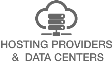 HOSTING PROVIDERS
& DATA CENTERS